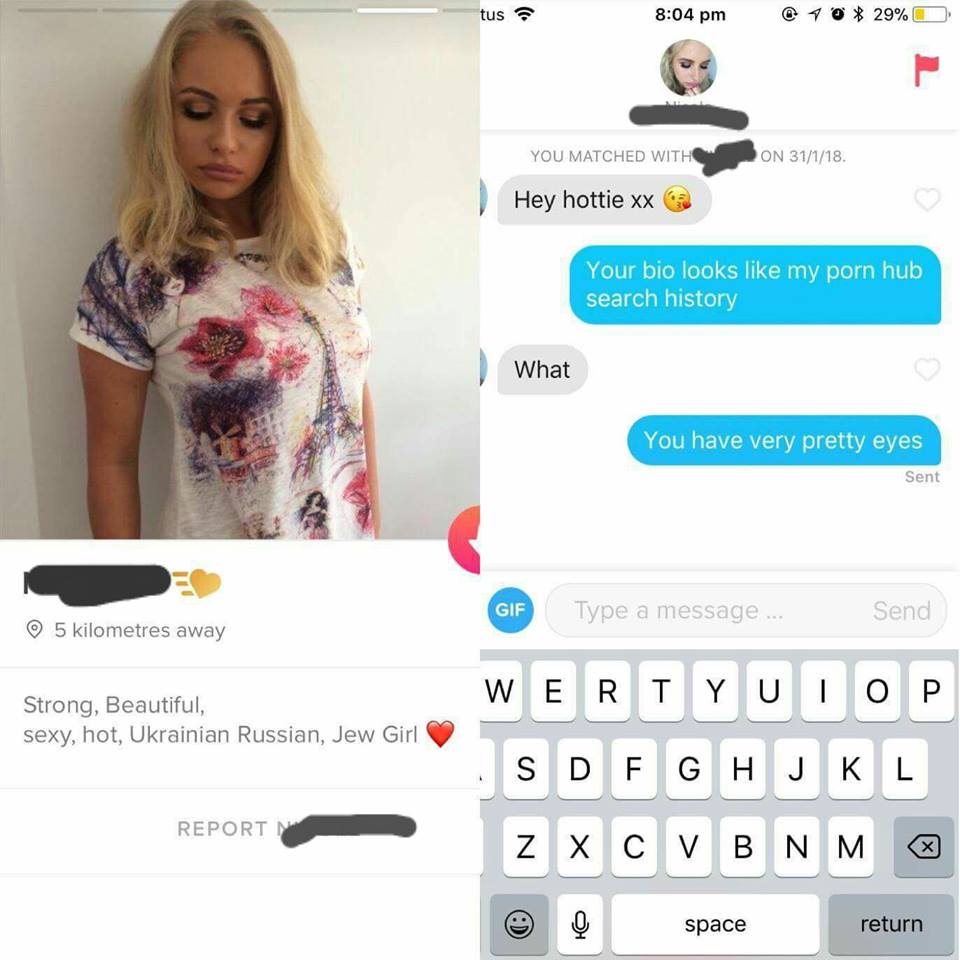 5 kilometres away
Strong, Beautiful,
sexy, hot, Ukrainian Russian, Jew Girl ❤️
REPORT
tus
8:04 pm
29%
YOU MATCHED WITH ON 31/1/18.
Hey hottie xx 😘
Your bio looks like my porn hub
search history
What
You have very pretty eyes
Sent
GIF
Type a message ...
Send
W E R T Y U I O P
S D F G H J K L
Z X C V B N M
space
return